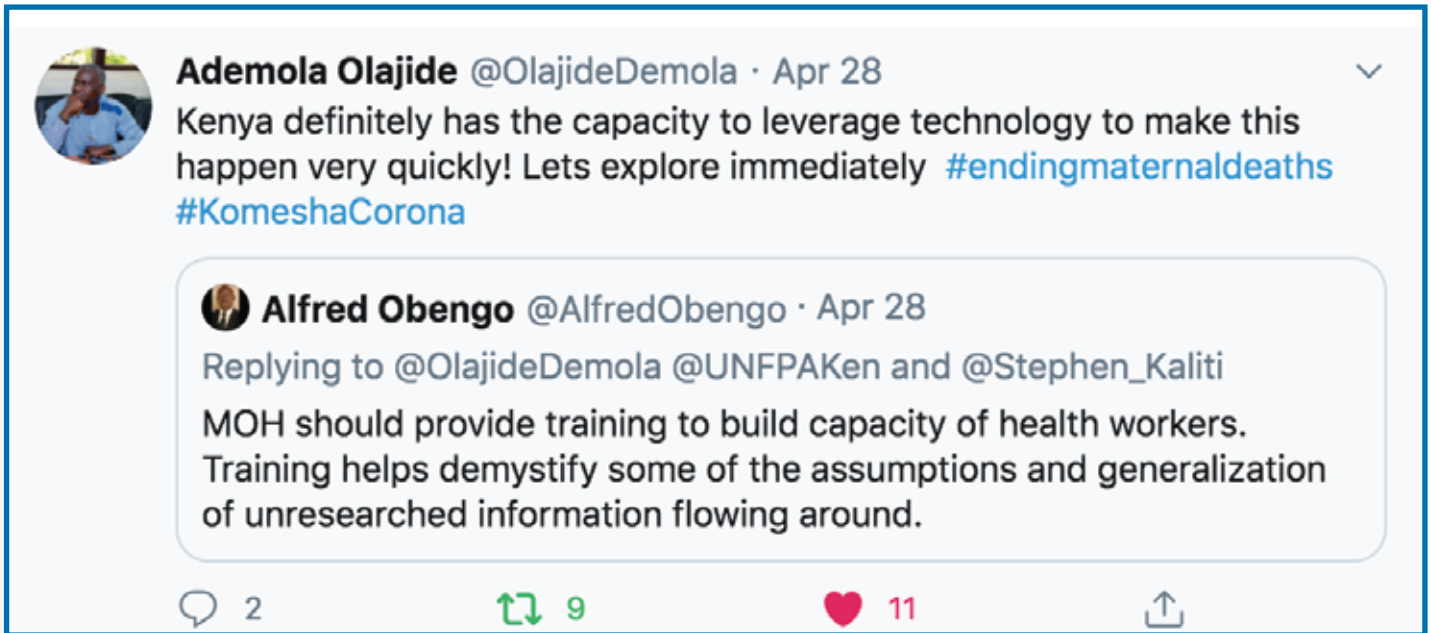 Ademola Olajide @OlajideDemola · Apr 28
Kenya definitely has the capacity to leverage technology to make this
happen very quickly! Lets explore immediately #endingmaternaldeaths
#KomeshaCorona
Alfred Obengo @AlfredObengo · Apr 28
Replying to @OlajideDemola @UNFPAKen and @Stephen_Kaliti
MOH should provide training to build capacity of health workers.
Training helps demystify some of the assumptions and generalization
of unresearched information flowing around.
2 9 11